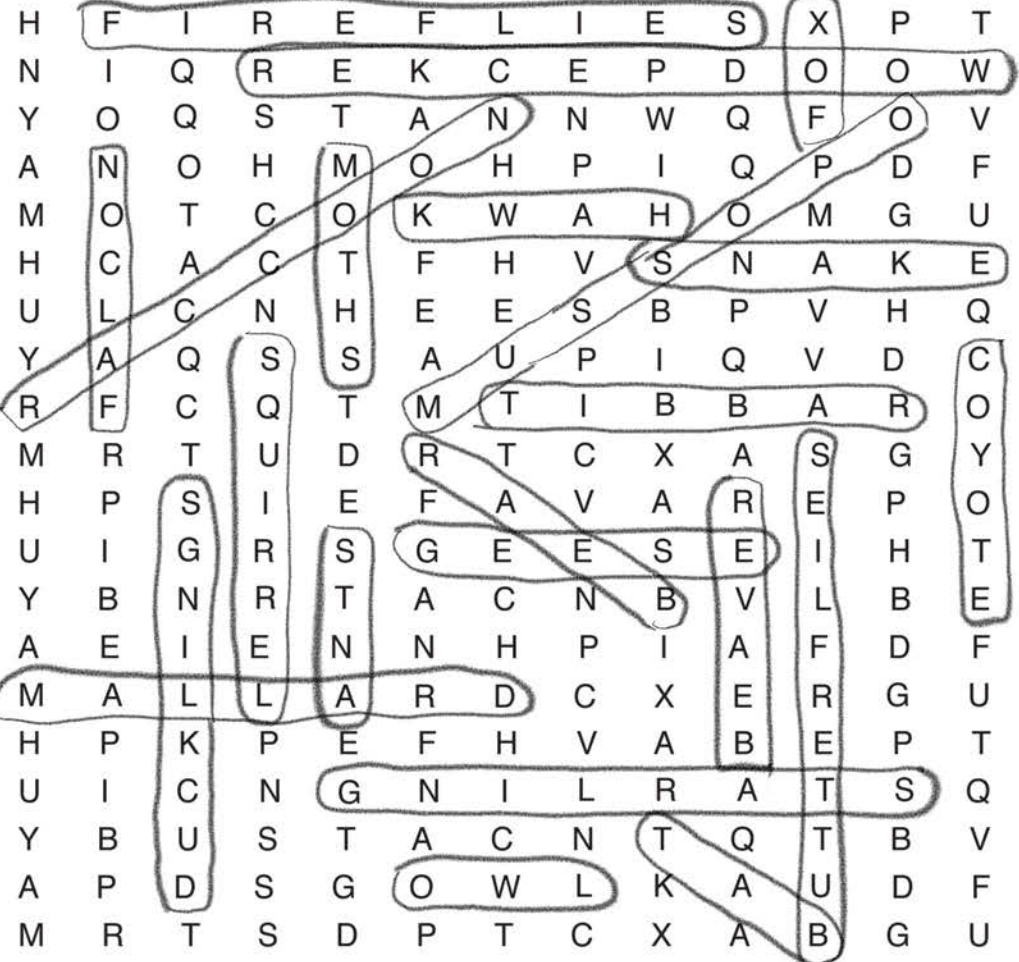 H F I R E F L I E S X P T
N I Q R E K C E P D O O W
Y O Q S T A N N W Q F O V
A N O H M O H P I Q P D F
M O T C O K W A H O M G U
H C A C T F H V S N A K E
U L C N H E E S B P V H Q
Y A Q S S A U P I Q V D C
R F C Q T M T I B B A R O
M R T U D R T C X A S G Y
H P S I E F A V A R E P O
U I G R S G E E S E I H T
Y B N R T A C N B V L B E
A E I E N N H P I A F D F
M A L L A R D C X E R G U
H P K P E F H V A B E P T
U I C N G N I L R A T S Q
Y B U S T A C N T Q T B V
A P D S G O W L K A U D F
M R T S D P T C X A B G U